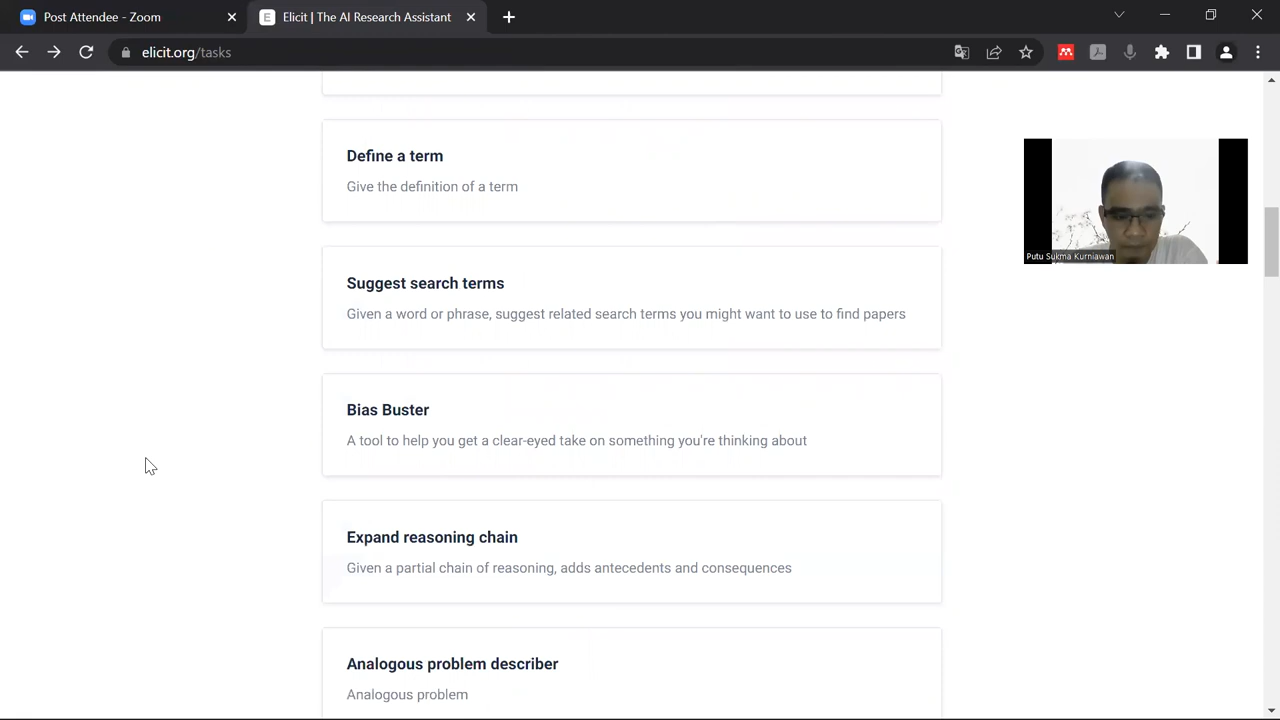 Post Attendee - Zoom
Elicit | The AI Research Assistant
elicit.org/tasks
Define a term
Give the definition of a term
Suggest search terms
Given a word or phrase, suggest related search terms you might want to use to find papers
Bias Buster
A tool to help you get a clear-eyed take on something you're thinking about
Expand reasoning chain
Given a partial chain of reasoning, adds antecedents and consequences
Analogous problem describer
Analogous problem
Putu Sukma Kurniawan